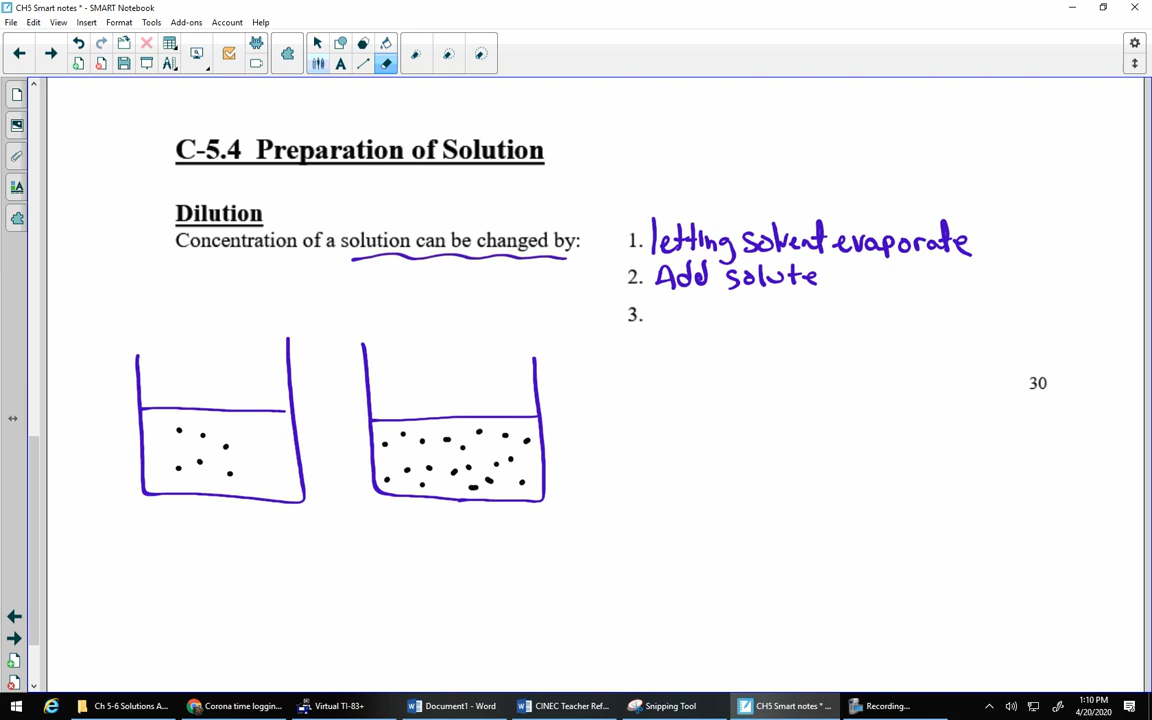 CH5 Smart notes * - SMART Notebook
File Edit View Insert Format Tools Add-ons Account Help
C-5.4 Preparation of Solution
Dilution
Concentration of a solution can be changed by:
1. letting solvent evaporate
2. Add solute
3.
30
Ch 5-6 Solutions A...
Corona time loggin...
Virtual TI-83+
Document1 - Word
CINEC Teacher Ref...
Snipping Tool
CH5 Smart notes * ...
Recording...
1:10 PM
4/20/2020